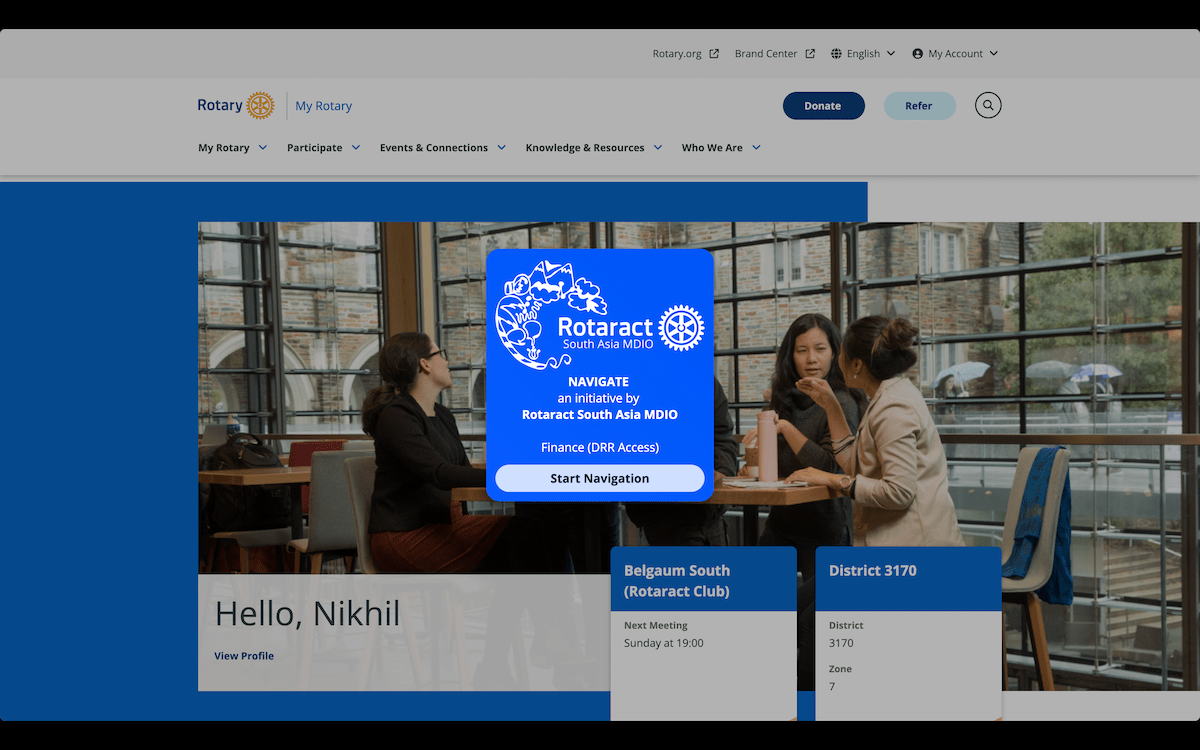 Rotary.org Brand Center English My Account
Rotary My Rotary
Donate Refer
My Rotary Participate Events & Connections Knowledge & Resources Who We Are
Rotaract
South Asia MDIO
NAVIGATE
an initiative by
Rotaract South Asia MDIO
Finance (DRR Access)
Start Navigation
Hello, Nikhil
View Profile
Belgaum South
(Rotaract Club)
Next Meeting
Sunday at 19:00
District 3170
District
3170
Zone
7